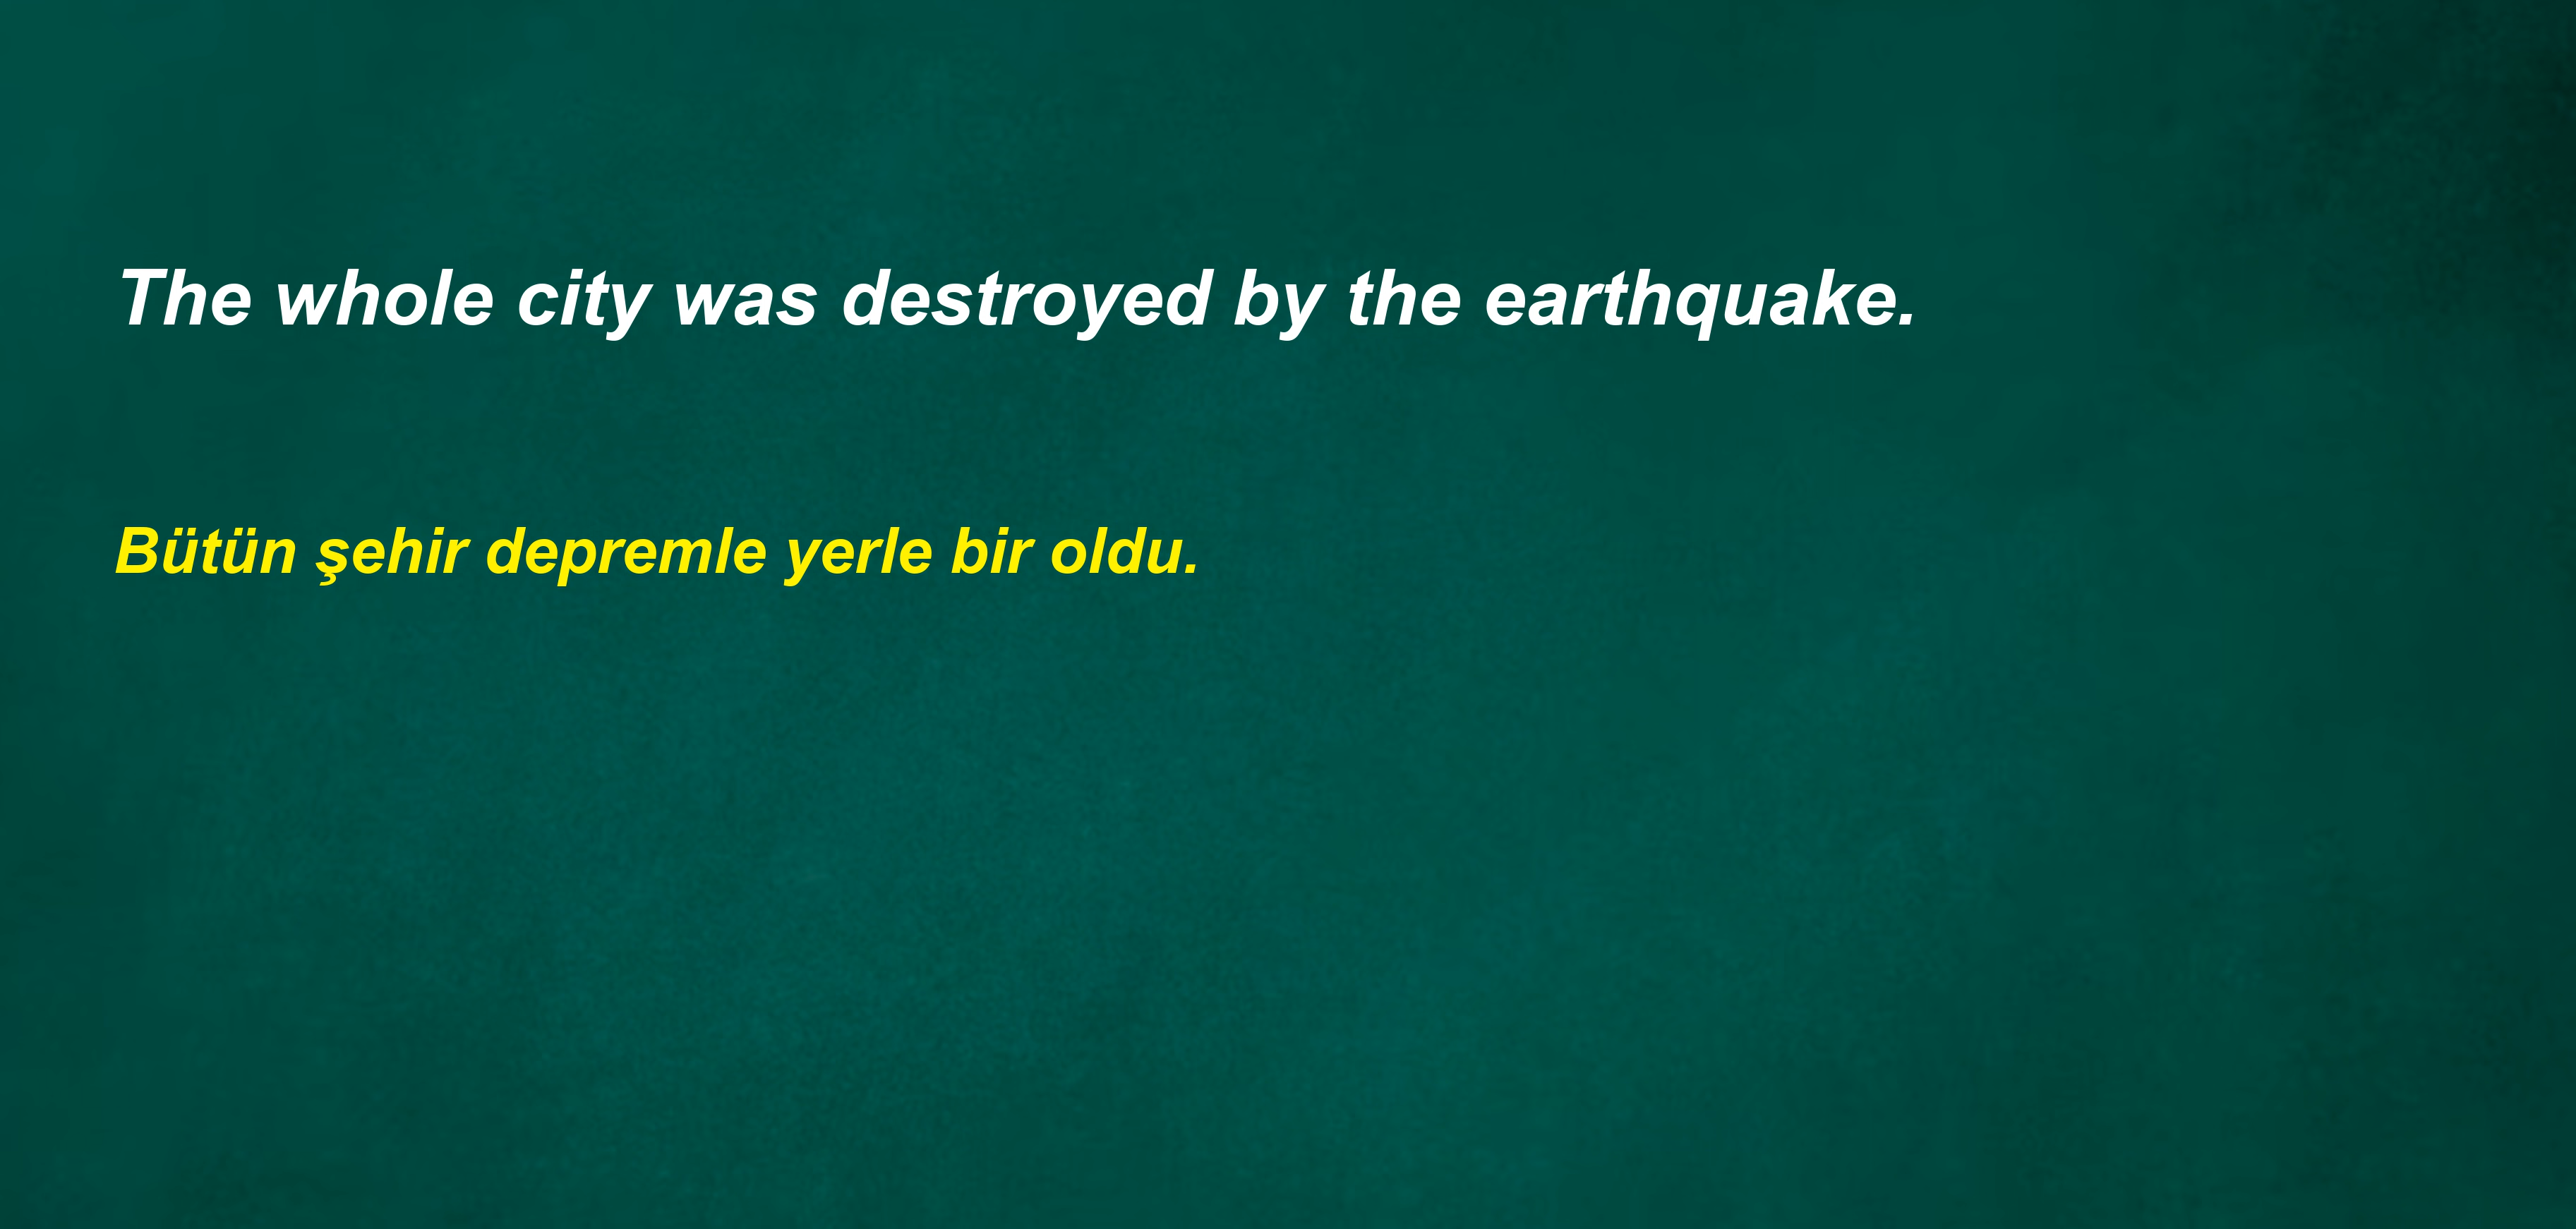 The whole city was destroyed by the earthquake.
Bütün şehir depremle yerle bir oldu.